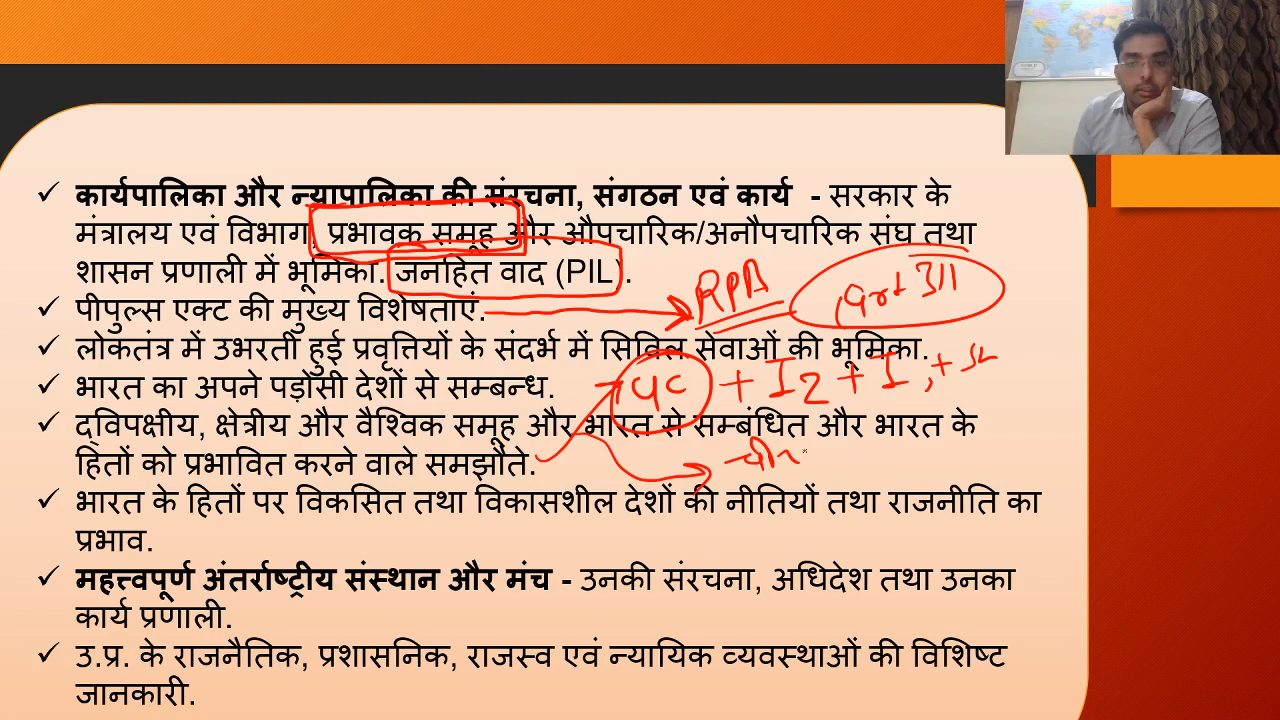 कार्यपालिका और न्यापालिका की संरचना, संगठन एवं कार्य - सरकार के
मंत्रालय एवं विभाग, प्रभावक समूह और औपचारिक/अनौपचारिक संघ तथा
शासन प्रणाली में भूमिका. जनहित वाद (PIL).
RPA
Art 311
पीपुल्स एक्ट की मुख्य विशेषताएं.
लोकतंत्र में उभरती हुई प्रवृत्तियों के संदर्भ में सिविल सेवाओं की भूमिका.
भारत का अपने पड़ोसी देशों से सम्बन्ध.
द्विपक्षीय, क्षेत्रीय और वैश्विक समूह और भारत से सम्बंधित और भारत के
हितों को प्रभावित करने वाले समझौते.
भारत के हितों पर विकसित तथा विकासशील देशों की नीतियों तथा राजनीति का
प्रभाव.
महत्त्वपूर्ण अंतर्राष्ट्रीय संस्थान और मंच - उनकी संरचना, अधिदेश तथा उनका
कार्य प्रणाली.
उ.प्र. के राजनैतिक, प्रशासनिक, राजस्व एवं न्यायिक व्यवस्थाओं की विशिष्ट
जानकारी.